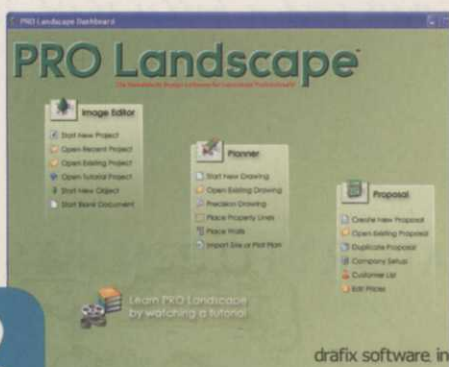 PRO Landscape Dashboard
PRO Landscape
Image Editor
Start New Project
Open Recent Project
Open Existing Project
Open Tutorial Project
Start New Object
Start Blank Document
Planner
Start New Drawing
Open Existing Drawing
Precision Drawing
Place Property Lines
Place Walls
Import Site or Plot Plan
Proposal
Create New Proposal
Open Existing Proposal
Duplicate Proposal
Company Setup
Customer List
Edit Prices
Learn PRO Landscape
by watching a tutorial
drafix software, in